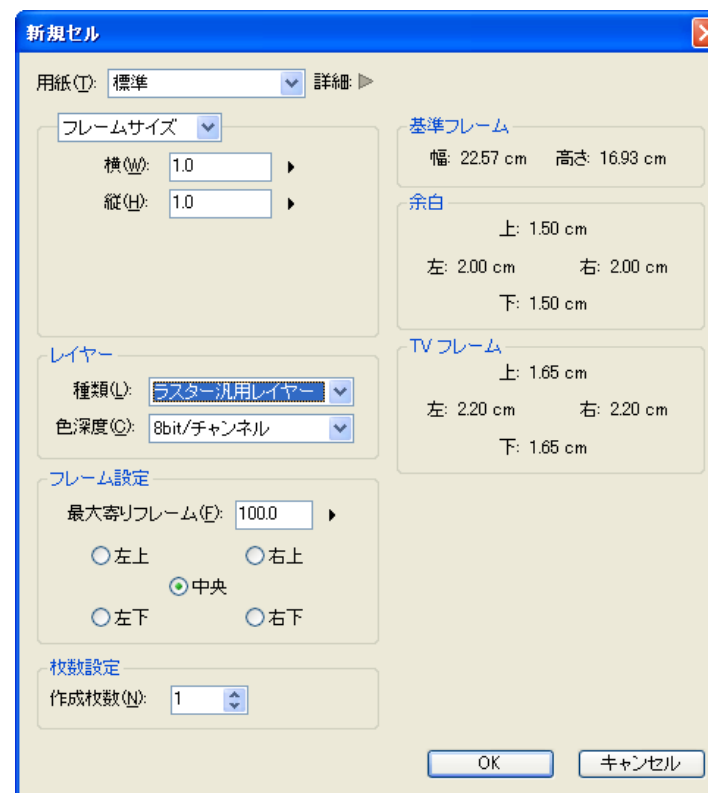 新規セル
用紙(T): 標準 詳細:
フレームサイズ
横(W): 1.0
縦(H): 1.0
レイヤー
種類(L): ラスター汎用レイヤー
色深度(C): 8bit/チャンネル
フレーム設定
最大寄りフレーム(F): 100.0
左上 右上
中央
左下 右下
枚数設定
作成枚数(N): 1
基準フレーム
幅: 22.57 cm 高さ: 16.93 cm
余白
上: 1.50 cm
左: 2.00 cm 右: 2.00 cm
下: 1.50 cm
TV フレーム
上: 1.65 cm
左: 2.20 cm 右: 2.20 cm
下: 1.65 cm
OK キャンセル